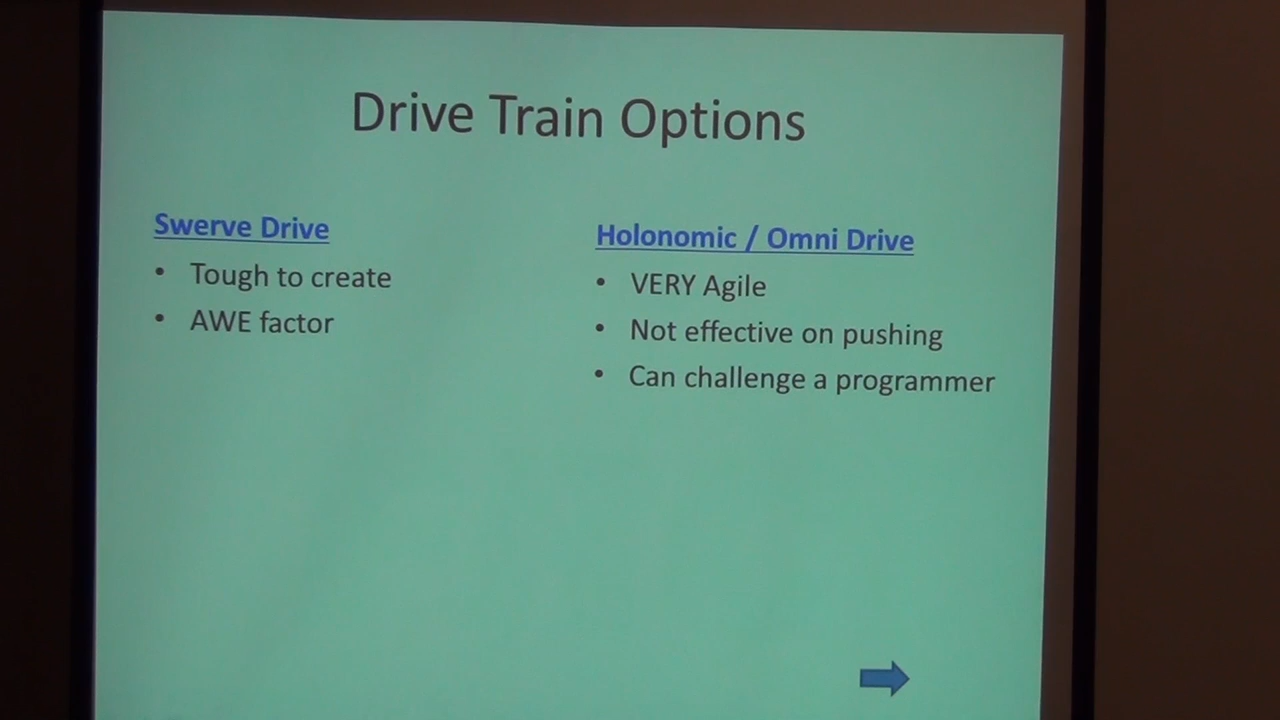 Drive Train Options
Swerve Drive
• Tough to create
• AWE factor
Holonomic / Omni Drive
• VERY Agile
• Not effective on pushing
• Can challenge a programmer